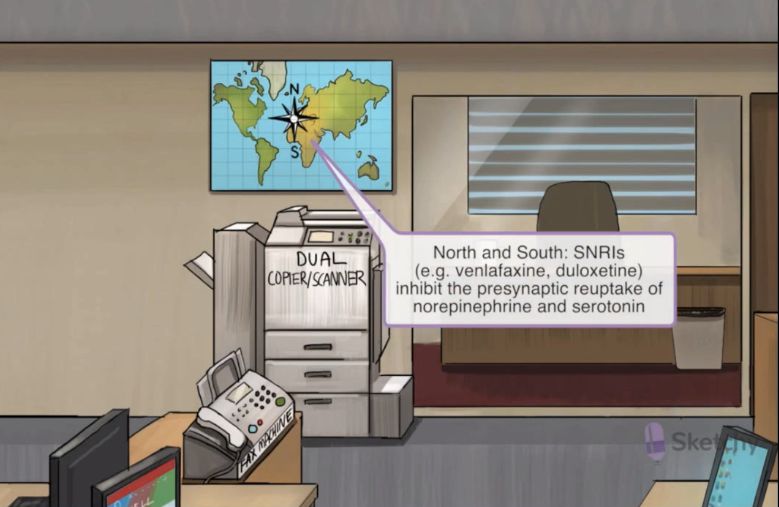 N
S
DUAL
COPIER/SCANNER
North and South: SNRIs
(e.g. venlafaxine, duloxetine)
inhibit the presynaptic reuptake of
norepinephrine and serotonin
FAX MACHINE
Sketchy